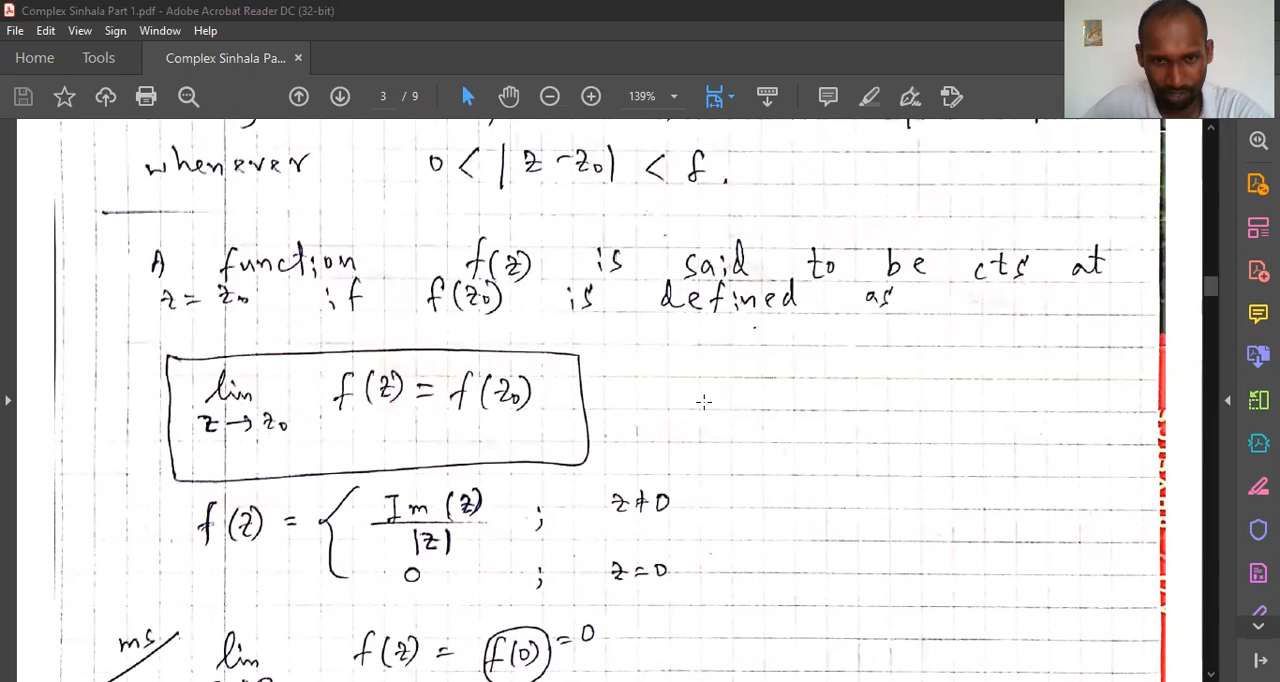 Complex Sinhala Part 1.pdf - Adobe Acrobat Reader DC (32-bit)
File Edit View Sign Window Help
Home Tools Complex Sinhala Pa... ×
3 / 9 139%
whenever 0 < |z - z₀| < δ.
A function f(z) is said to be cts at
z = z₀ if f(z₀) is defined as
lim f(z) = f(z₀)
z → z₀
f(z) = { Im(z) ; z ≠ 0
|z|
0 ; z = 0
ms lim f(z) = f(0) = 0